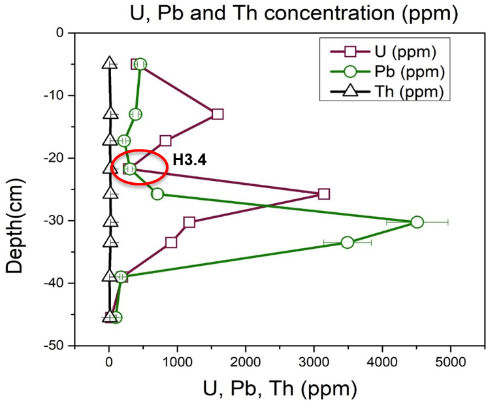 U, Pb and Th concentration (ppm)
0
-10
-20
-30
-40
-50
Depth(cm)
U (ppm)
Pb (ppm)
Th (ppm)
H3.4
0 1000 2000 3000 4000 5000
U, Pb, Th (ppm)